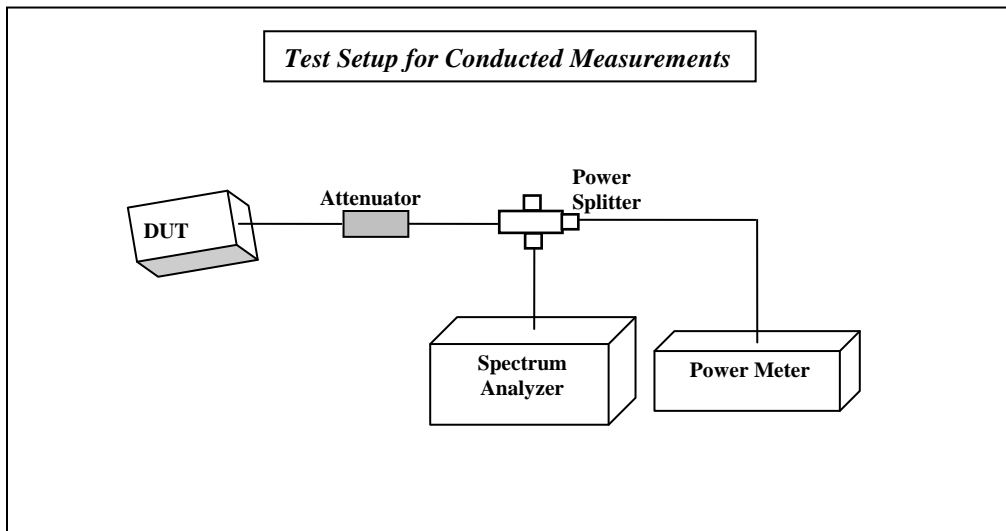 Test Setup for Conducted Measurements
Power
Splitter
Attenuator
DUT
Spectrum
Analyzer
Power Meter